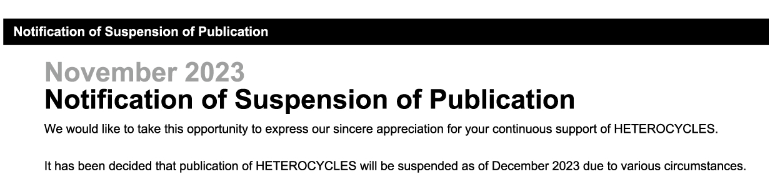 Notification of Suspension of Publication
November 2023
Notification of Suspension of Publication
We would like to take this opportunity to express our sincere appreciation for your continuous support of HETEROCYCLES.
It has been decided that publication of HETEROCYCLES will be suspended as of December 2023 due to various circumstances.